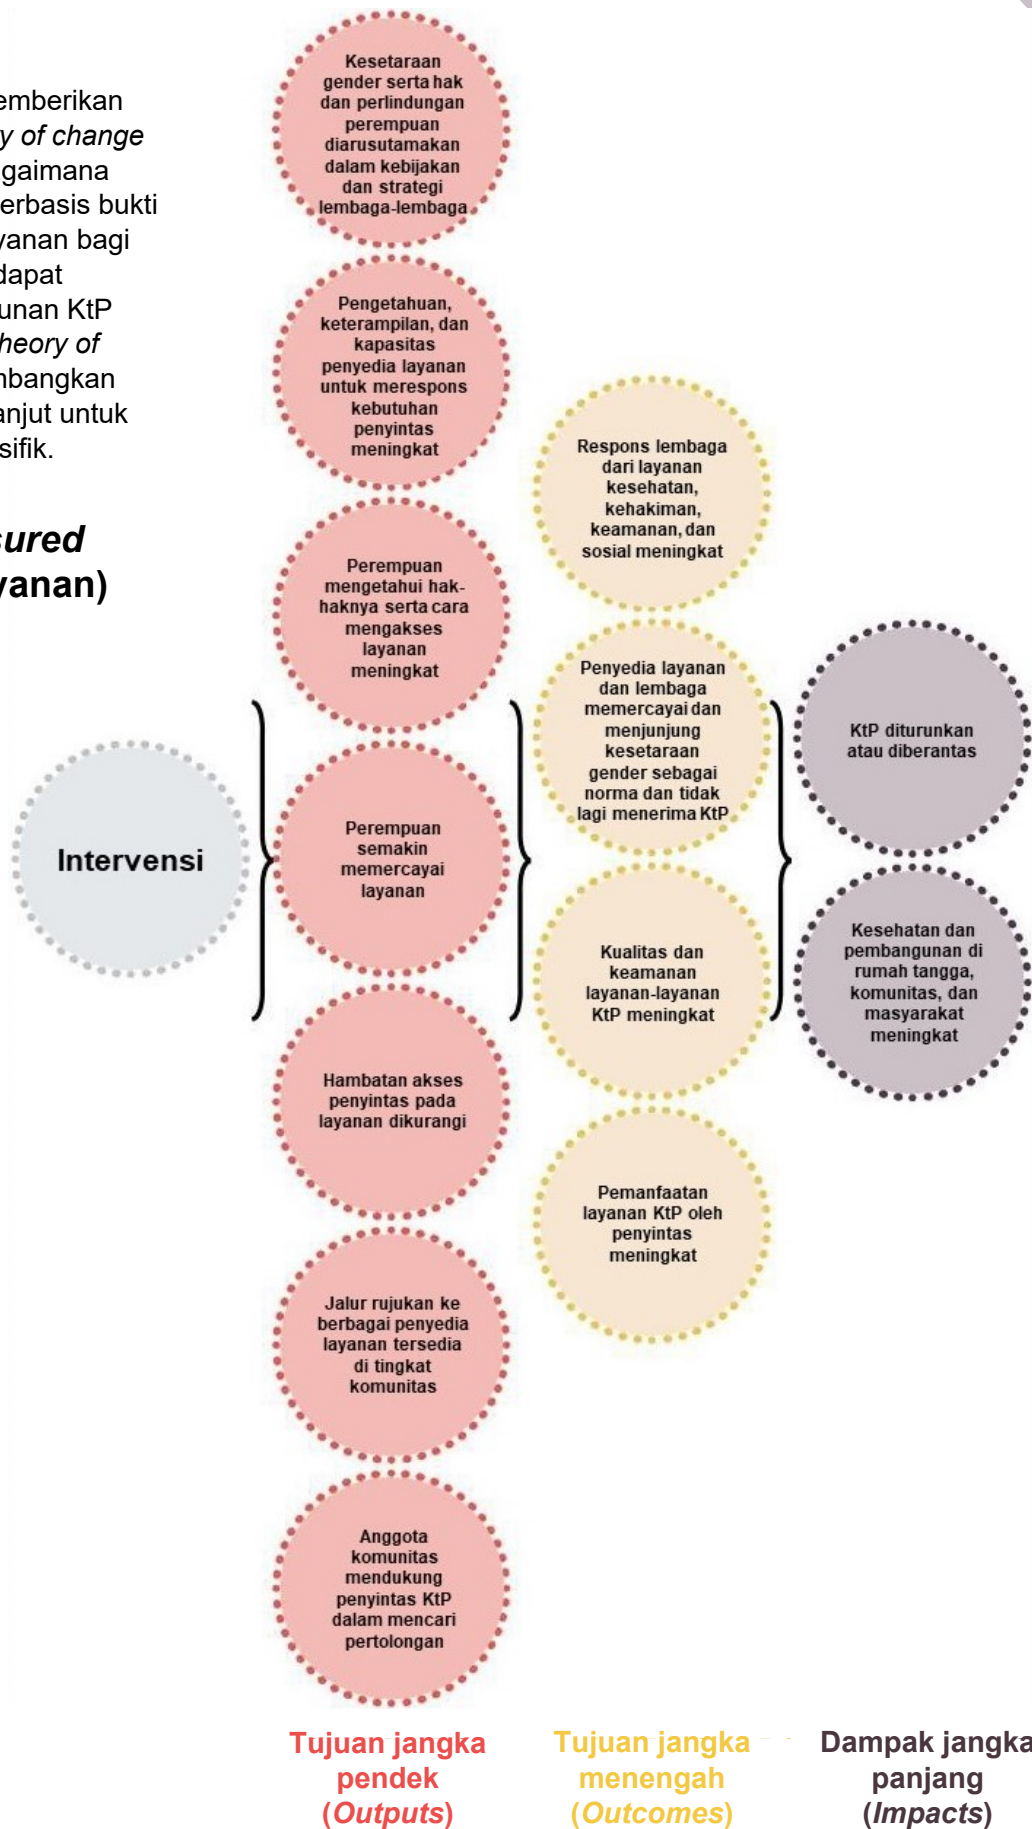 emberikan
y of change
gaimana
erbasis bukti
yanan bagi
dapat
unan KtP
heory of
nbangkan
anjut untuk
sifik.
sured
yanan)
Intervensi
Kesetaraan
gender serta hak
dan perlindungan
perempuan
diarusutamakan
dalam kebijakan
dan strategi
lembaga-lembaga
Pengetahuan,
keterampilan, dan
kapasitas
penyedia layanan
untuk merespons
kebutuhan
penyintas
meningkat
Perempuan
mengetahui hak-
haknya serta cara
mengakses
layanan
meningkat
Perempuan
semakin
memercayai
layanan
Hambatan akses
penyintas pada
layanan dikurangi
Jalur rujukan ke
berbagai penyedia
layanan tersedia
di tingkat
komunitas
Anggota
komunitas
mendukung
penyintas KtP
dalam mencari
pertolongan
Respons lembaga
dari layanan
kesehatan,
kehakiman,
keamanan, dan
sosial meningkat
Penyedia layanan
dan lembaga
memercayai dan
menjunjung
kesetaraan
gender sebagai
norma dan tidak
lagi menerima KtP
Kualitas dan
keamanan
layanan-layanan
KtP meningkat
Pemanfaatan
layanan KtP oleh
penyintas
meningkat
KtP diturunkan
atau diberantas
Kesehatan dan
pembangunan di
rumah tangga,
komunitas, dan
masyarakat
meningkat
Tujuan jangka
pendek
(Outputs)
Tujuan jangka
menengah
(Outcomes)
Dampak jangka
panjang
(Impacts)